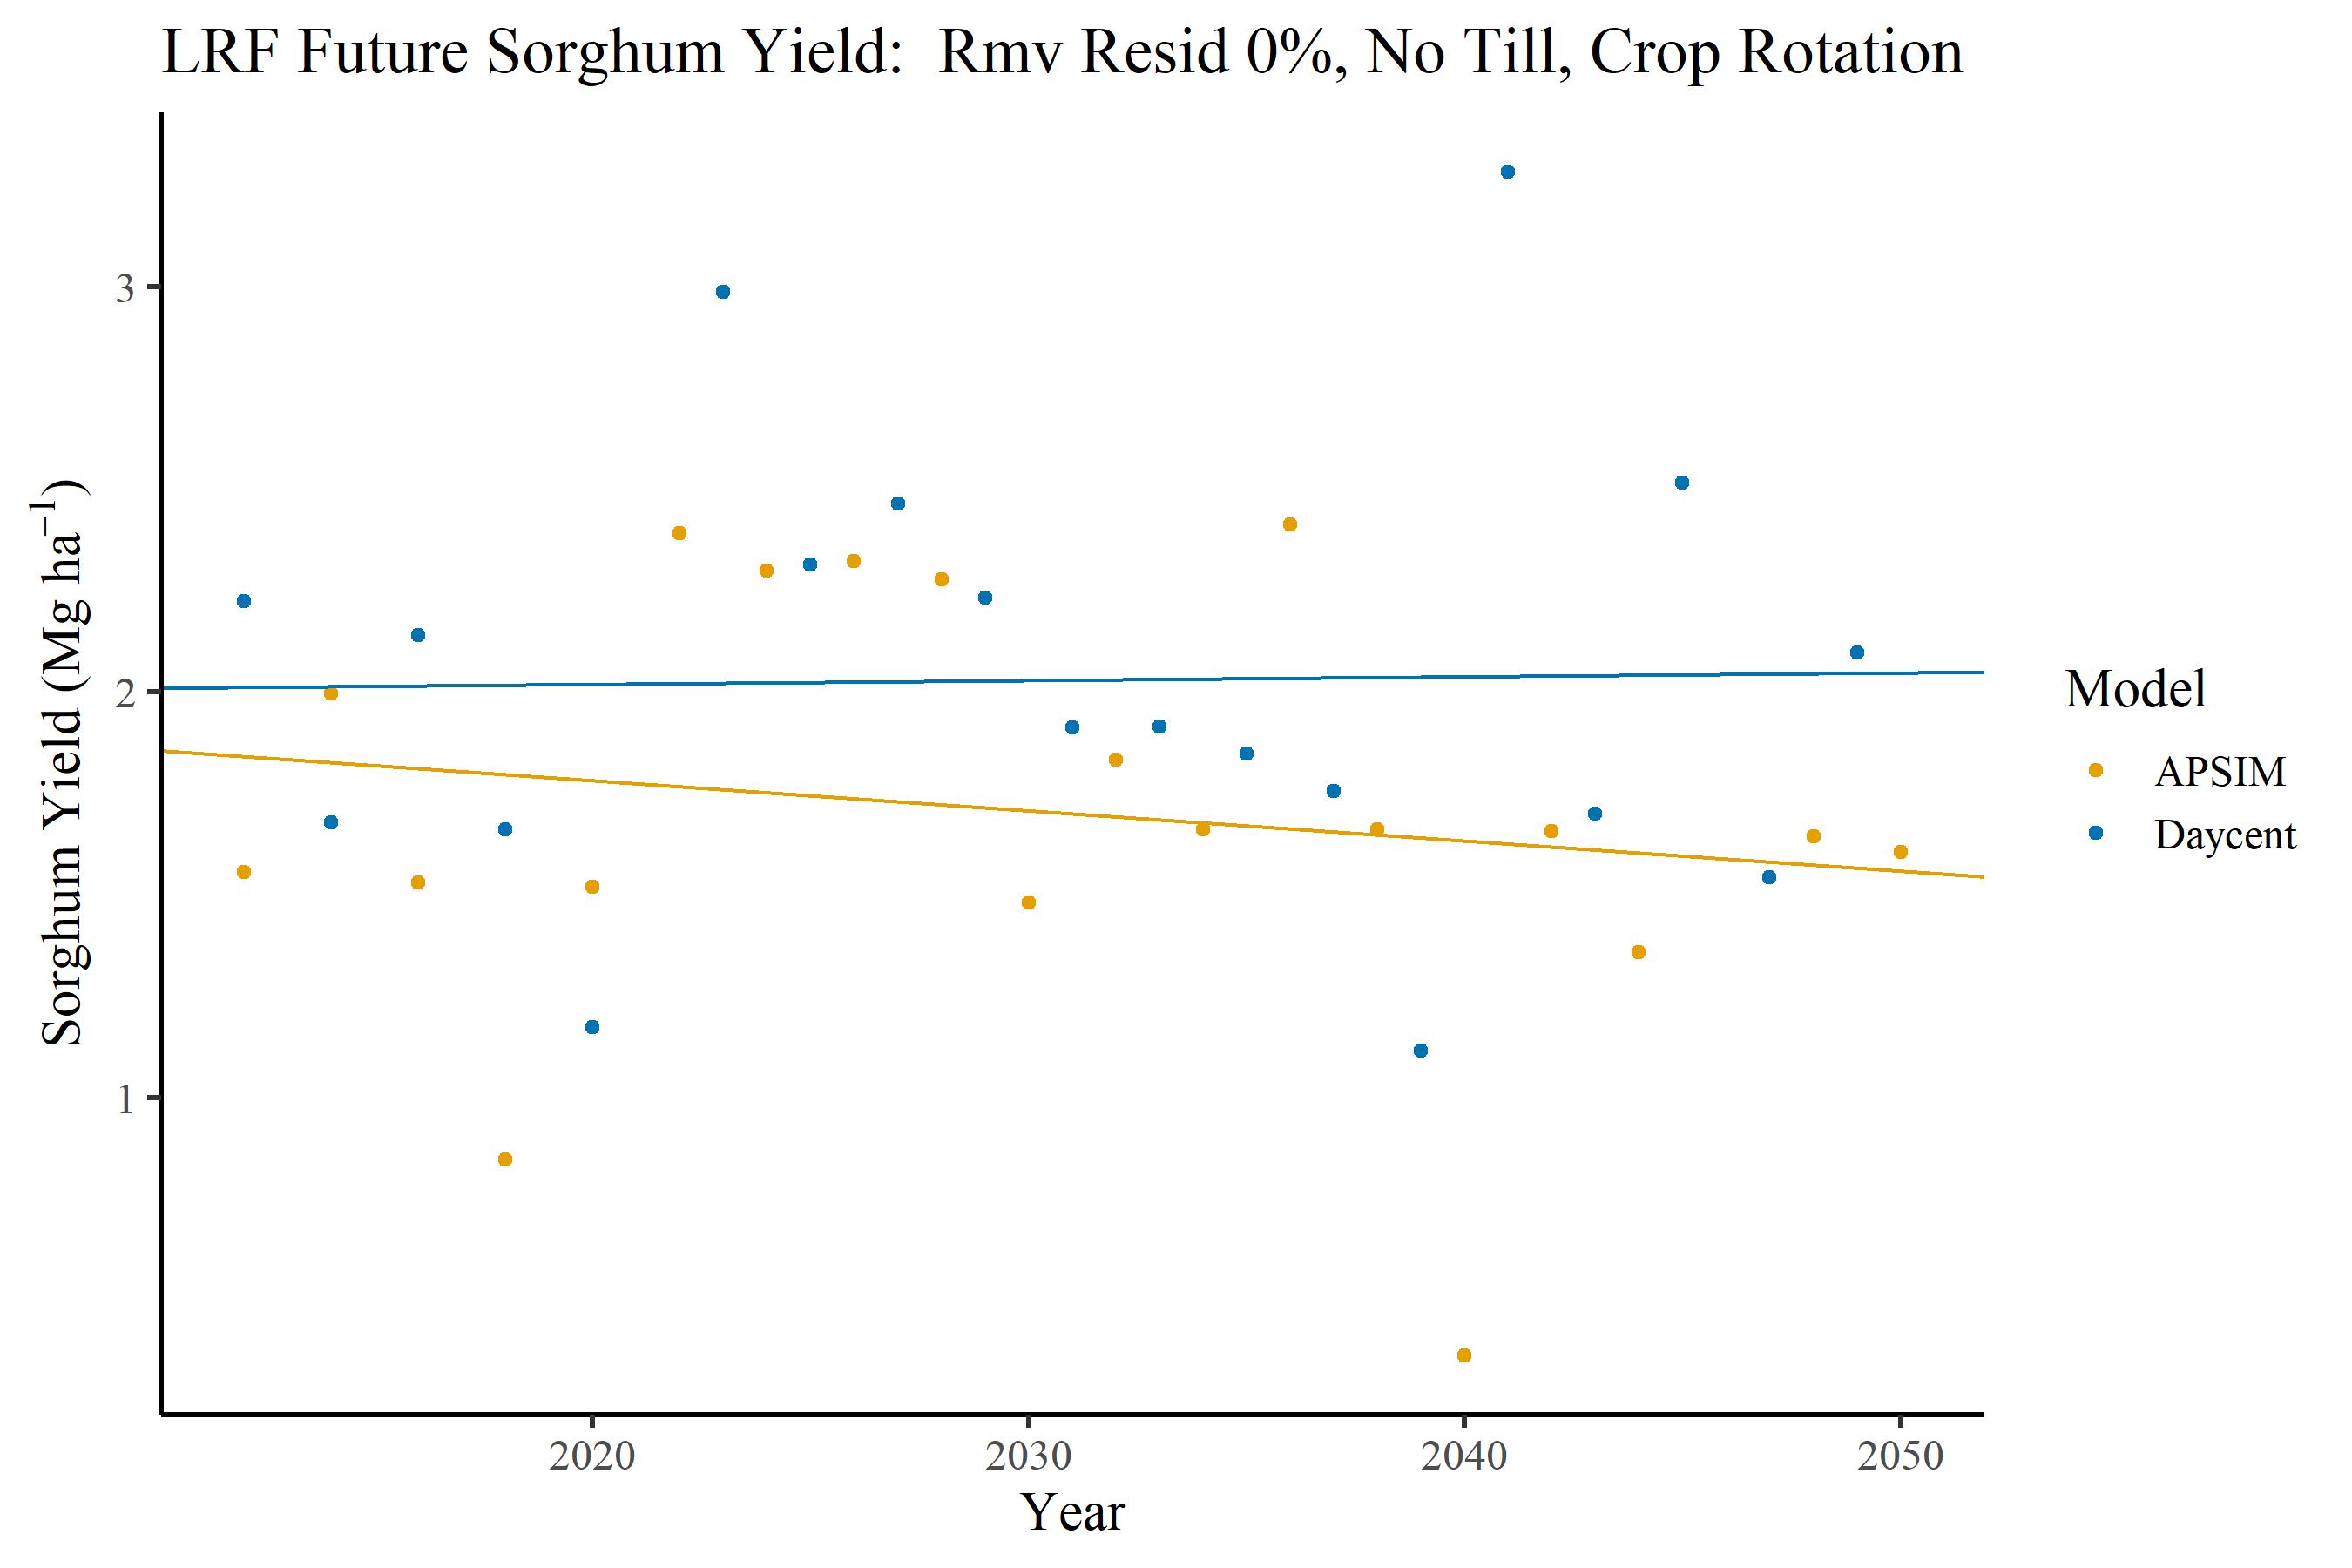 LRF Future Sorghum Yield:  Rmv Resid 0%, No Till, Crop Rotation
Sorghum Yield (Mg ha⁻¹)
3
2
1
2020
2030
2040
2050
Year
Model
APSIM
Daycent